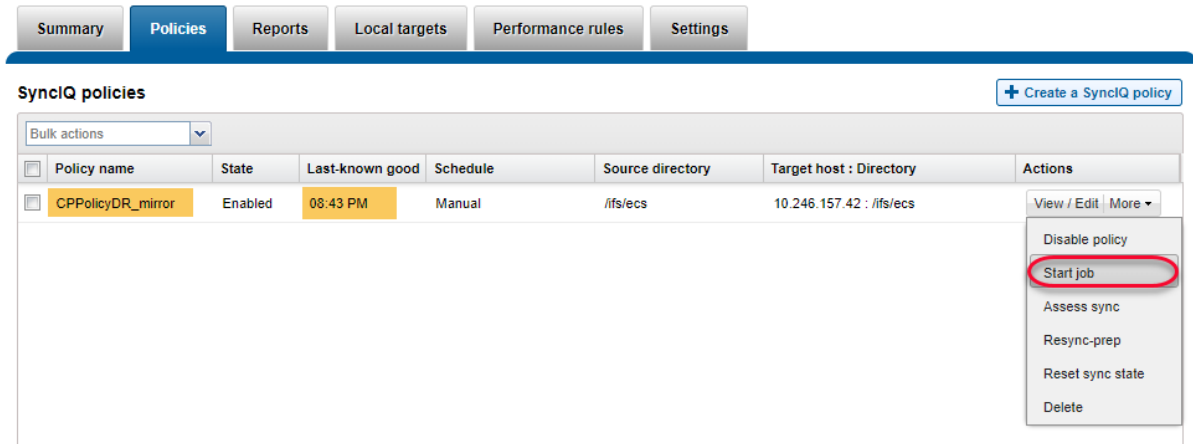 Summary Policies Reports Local targets Performance rules Settings
SyncIQ policies
Create a SyncIQ policy
Bulk actions
Policy name State Last-known good Schedule Source directory Target host : Directory Actions
CPPolicyDR_mirror Enabled 08:43 PM Manual /ifs/ecs 10.246.157.42 : /ifs/ecs View / Edit More
Disable policy
Start job
Assess sync
Resync-prep
Reset sync state
Delete